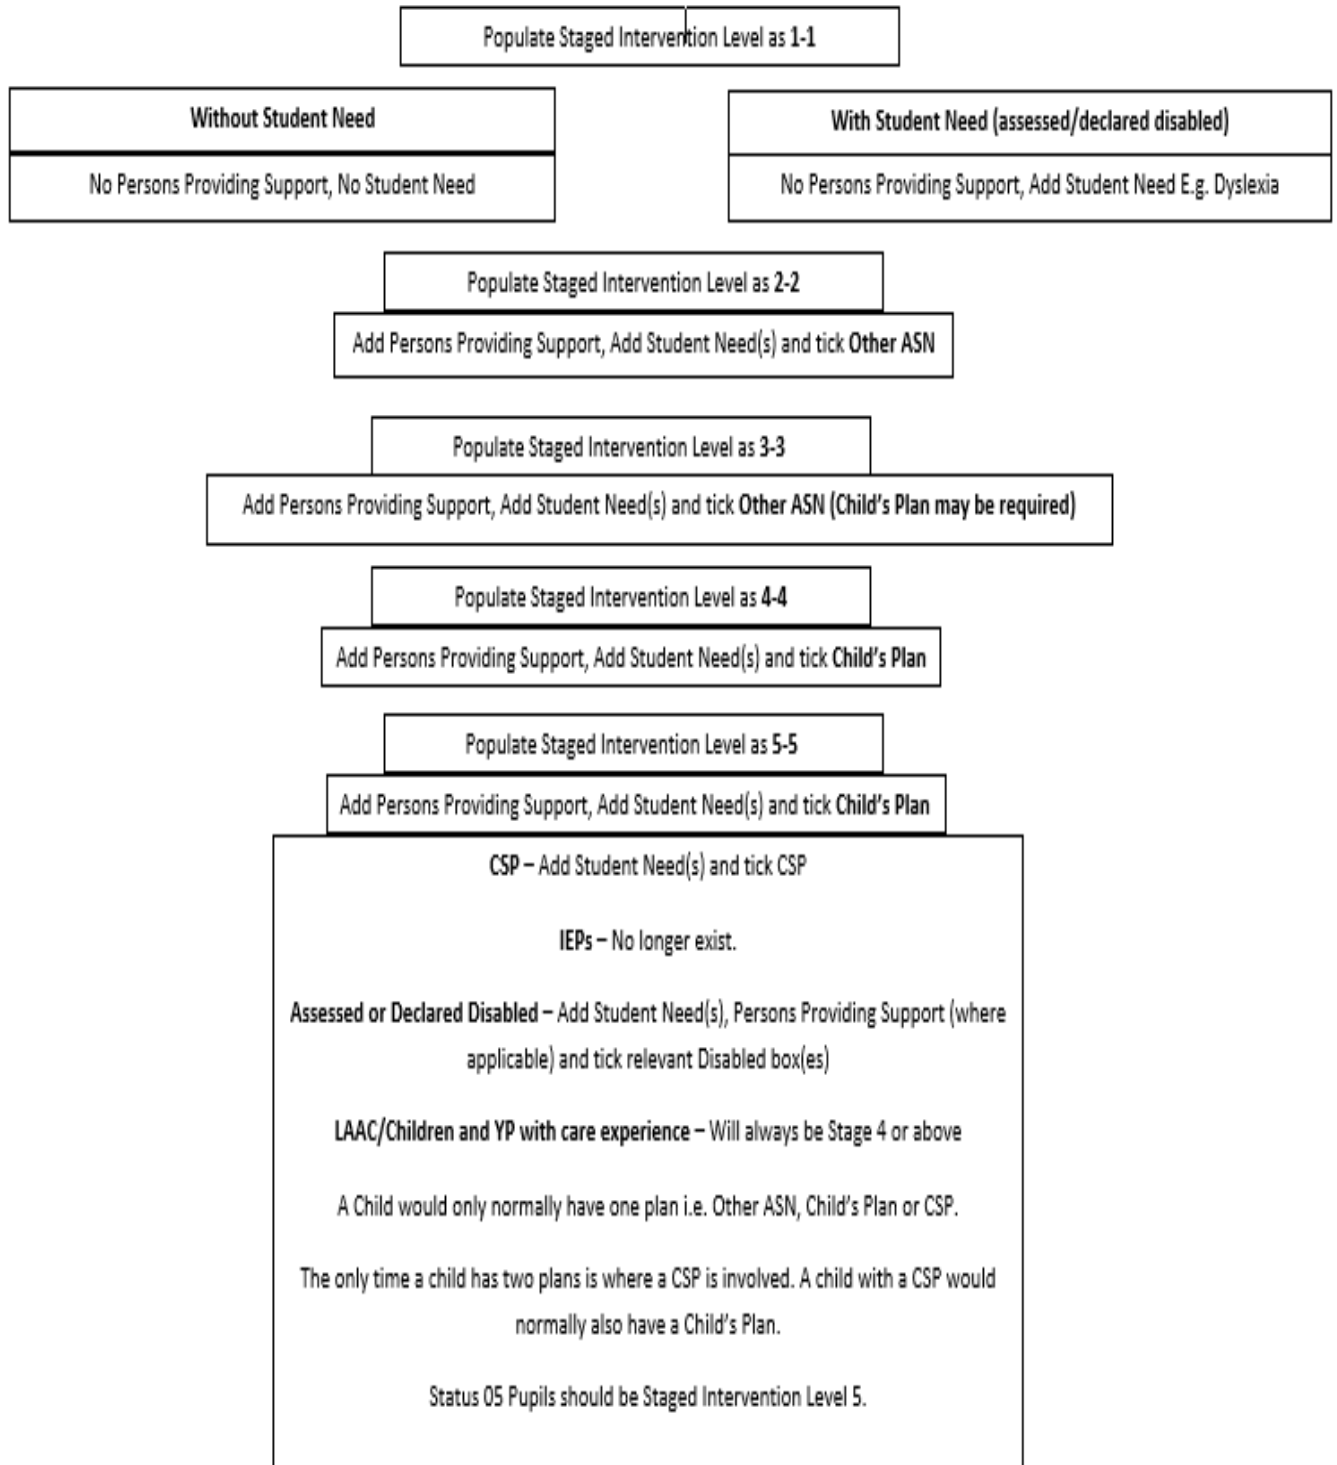 Populate Staged Intervention Level as 1-1
Without Student Need
No Persons Providing Support, No Student Need
With Student Need (assessed/declared disabled)
No Persons Providing Support, Add Student Need E.g. Dyslexia
Populate Staged Intervention Level as 2-2
Add Persons Providing Support, Add Student Need(s) and tick Other ASN
Populate Staged Intervention Level as 3-3
Add Persons Providing Support, Add Student Need(s) and tick Other ASN (Child's Plan may be required)
Populate Staged Intervention Level as 4-4
Add Persons Providing Support, Add Student Need(s) and tick Child's Plan
Populate Staged Intervention Level as 5-5
Add Persons Providing Support, Add Student Need(s) and tick Child's Plan
CSP – Add Student Need(s) and tick CSP
IEPs – No longer exist.
Assessed or Declared Disabled – Add Student Need(s), Persons Providing Support (where
applicable) and tick relevant Disabled box(es)
LAAC/Children and YP with care experience – Will always be Stage 4 or above
A Child would only normally have one plan i.e. Other ASN, Child's Plan or CSP.
The only time a child has two plans is where a CSP is involved. A child with a CSP would
normally also have a Child's Plan.
Status 05 Pupils should be Staged Intervention Level 5.